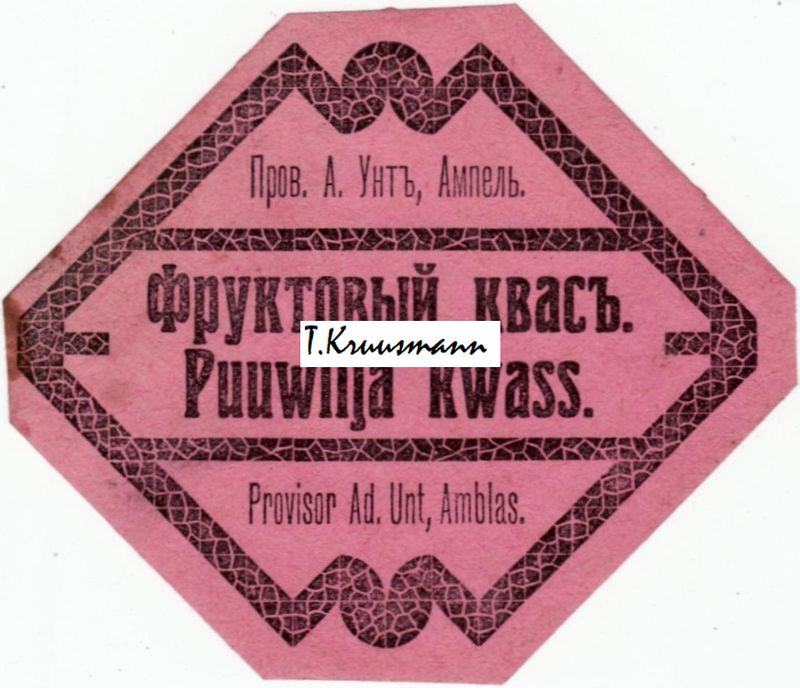 Пров. А. Унтъ, Ампель.
Фруктовый квасъ.
T.Kruusmann
Puuwilja kwass.
Provisor Ad. Unt, Amblas.